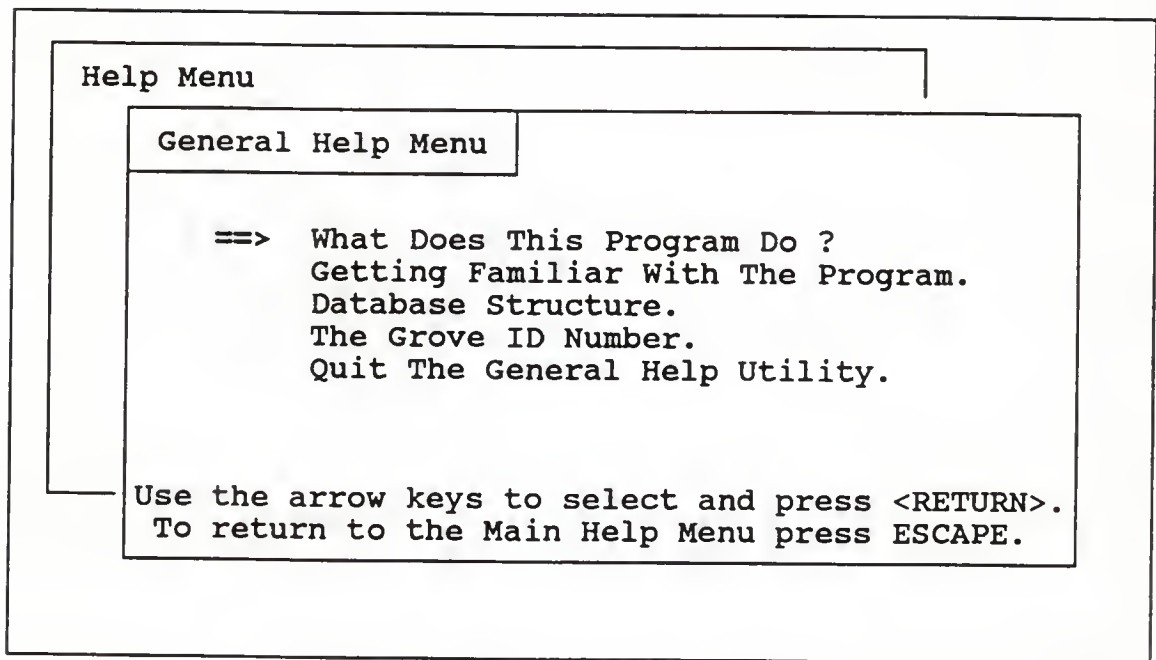 Help Menu
General Help Menu
==> What Does This Program Do ?
Getting Familiar With The Program.
Database Structure.
The Grove ID Number.
Quit The General Help Utility.
Use the arrow keys to select and press <RETURN>.
To return to the Main Help Menu press ESCAPE.